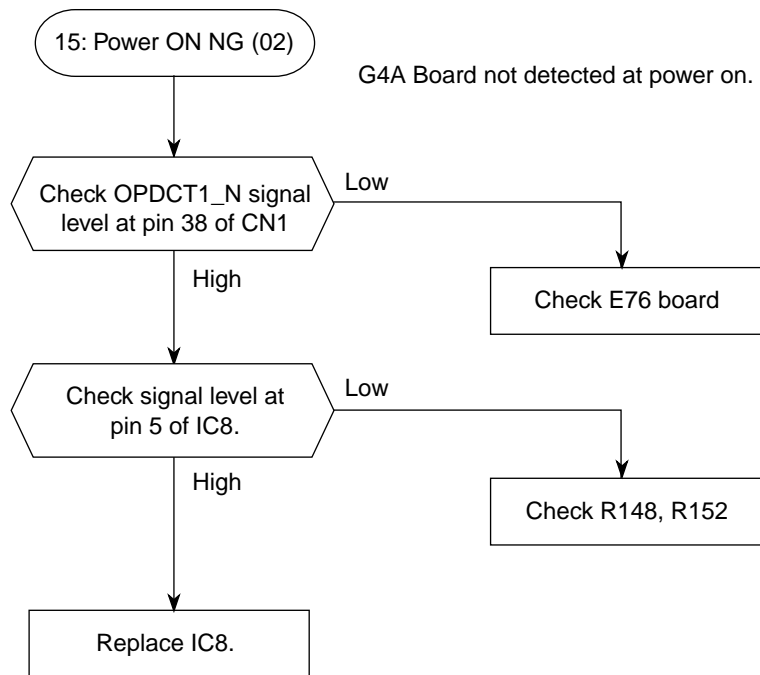 15: Power ON NG (02)
G4A Board not detected at power on.
Check OPDCT1_N signal
level at pin 38 of CN1
Low
High
Check E76 board
Check signal level at
pin 5 of IC8.
Low
High
Check R148, R152
Replace IC8.